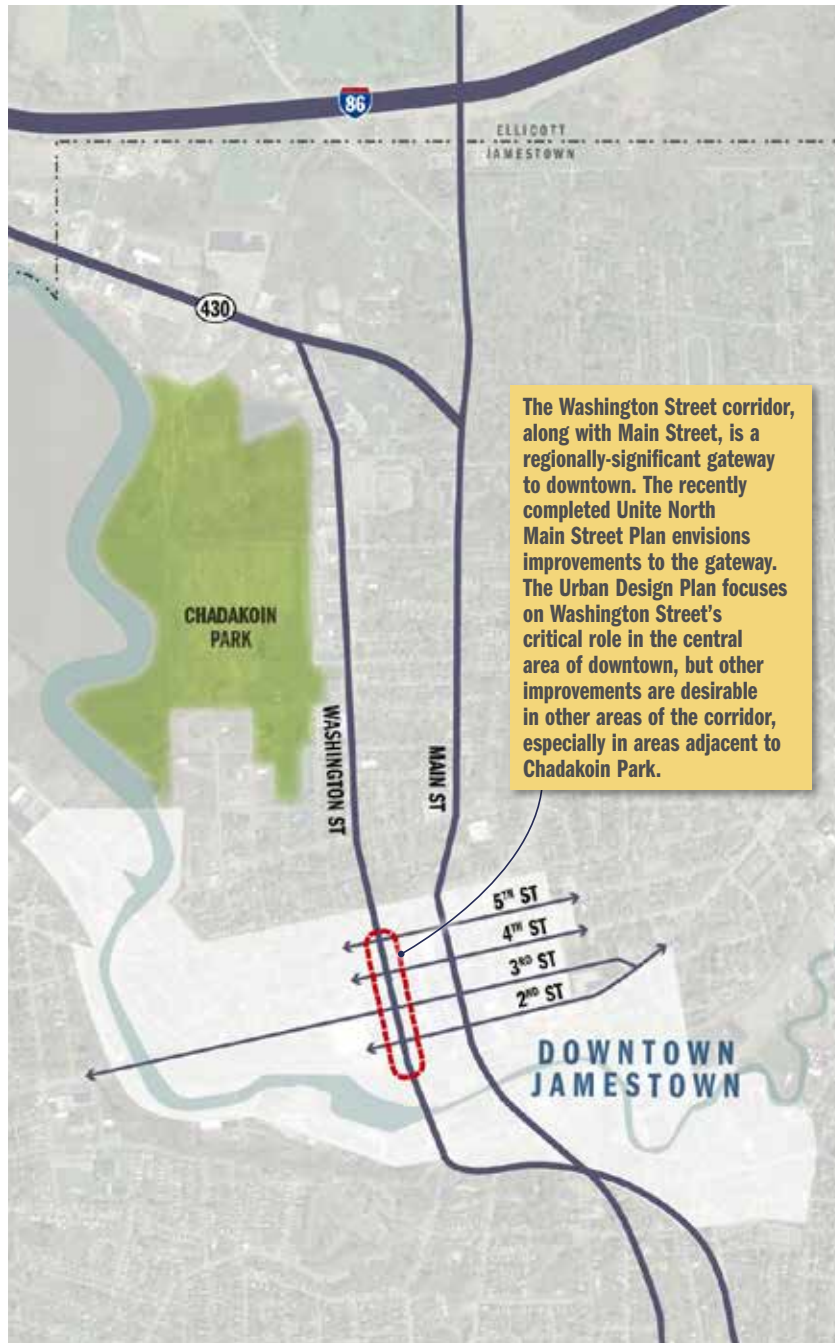 86
ELLICOTT
JAMESTOWN
430
The Washington Street corridor,
along with Main Street, is a
regionally-significant gateway
to downtown. The recently
completed Unite North
Main Street Plan envisions
improvements to the gateway.
The Urban Design Plan focuses
on Washington Street's
critical role in the central
area of downtown, but other
improvements are desirable
in other areas of the corridor,
especially in areas adjacent to
Chadakoin Park.
CHADAKOIN
PARK
WASHINGTON ST
MAIN ST
5TH ST
4TH ST
3RD ST
2ND ST
DOWNTOWN
JAMESTOWN